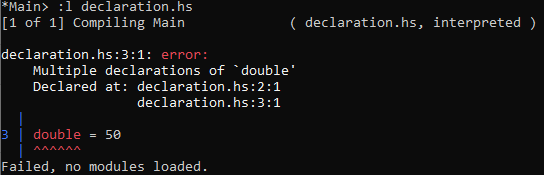 *Main> :l declaration.hs
[1 of 1] Compiling Main             ( declaration.hs, interpreted )
declaration.hs:3:1: error:
    Multiple declarations of `double'
    Declared at: declaration.hs:2:1
                 declaration.hs:3:1
  |
3 | double = 50
  | ^^^^^^
Failed, no modules loaded.